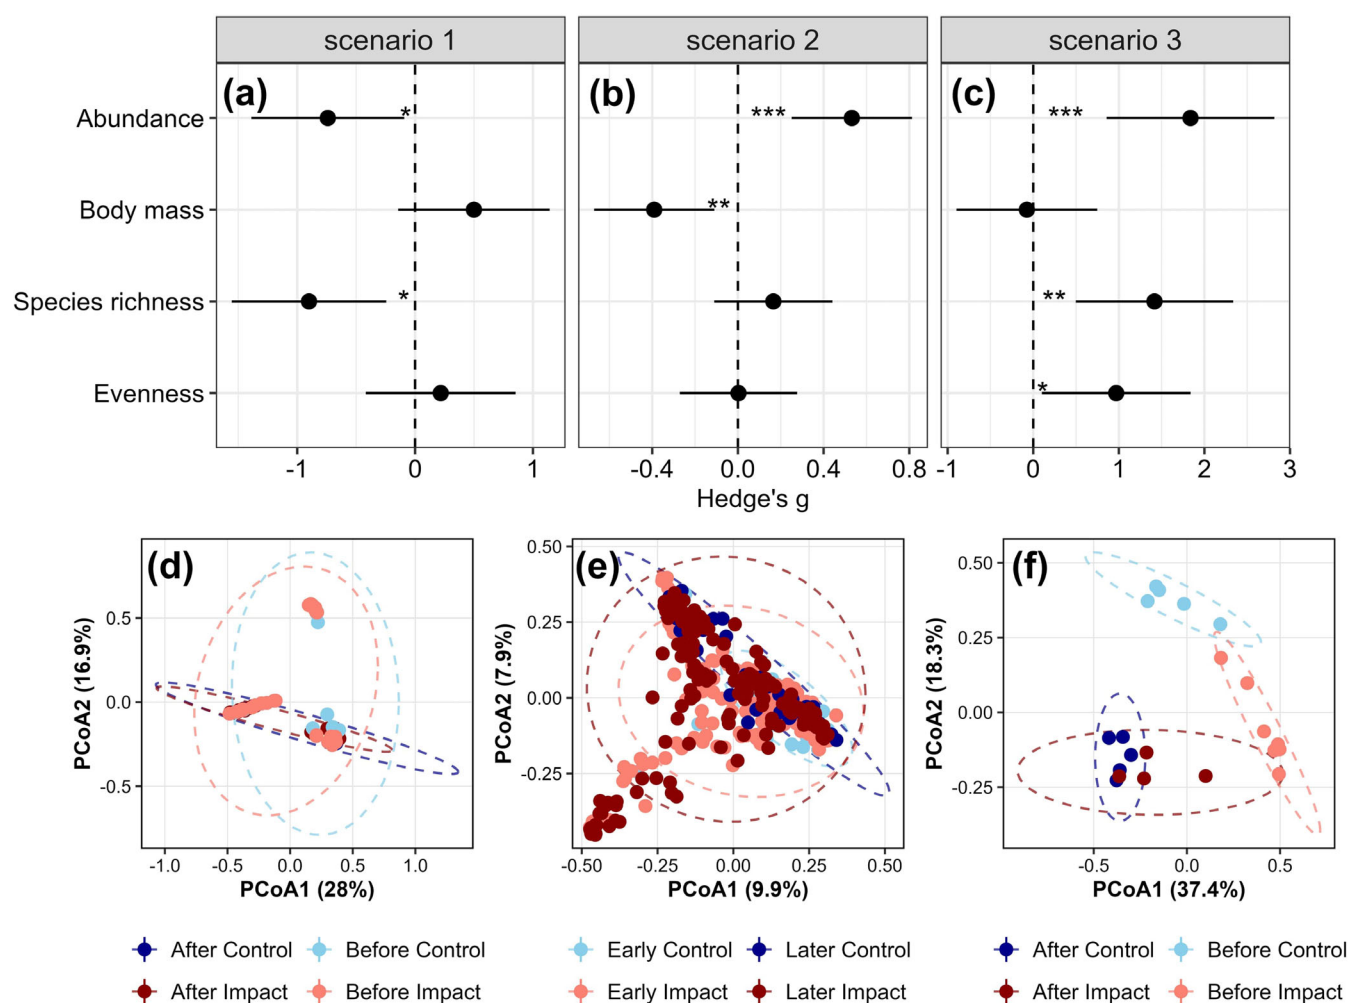 scenario 1 scenario 2 scenario 3
(a) (b) (c)
Abundance * *** ***
Body mass **
Species richness * **
Evenness *
-1 0 1 -0.4 0.0 0.4 0.8 -1 0 1 2 3
Hedge's g
(d) (e) (f)
0.5
0.0
-0.5
PCoA2 (16.9%)
-1.0 -0.5 0.0 0.5 1.0
PCoA1 (28%)
0.50
0.25
0.00
-0.25
PCoA2 (7.9%)
-0.50 -0.25 0.00 0.25 0.50
PCoA1 (9.9%)
0.50
0.25
0.00
-0.25
PCoA2 (18.3%)
-0.5 0.0 0.5
PCoA1 (37.4%)
After Control Before Control Early Control Later Control After Control Before Control
After Impact Before Impact Early Impact Later Impact After Impact Before Impact